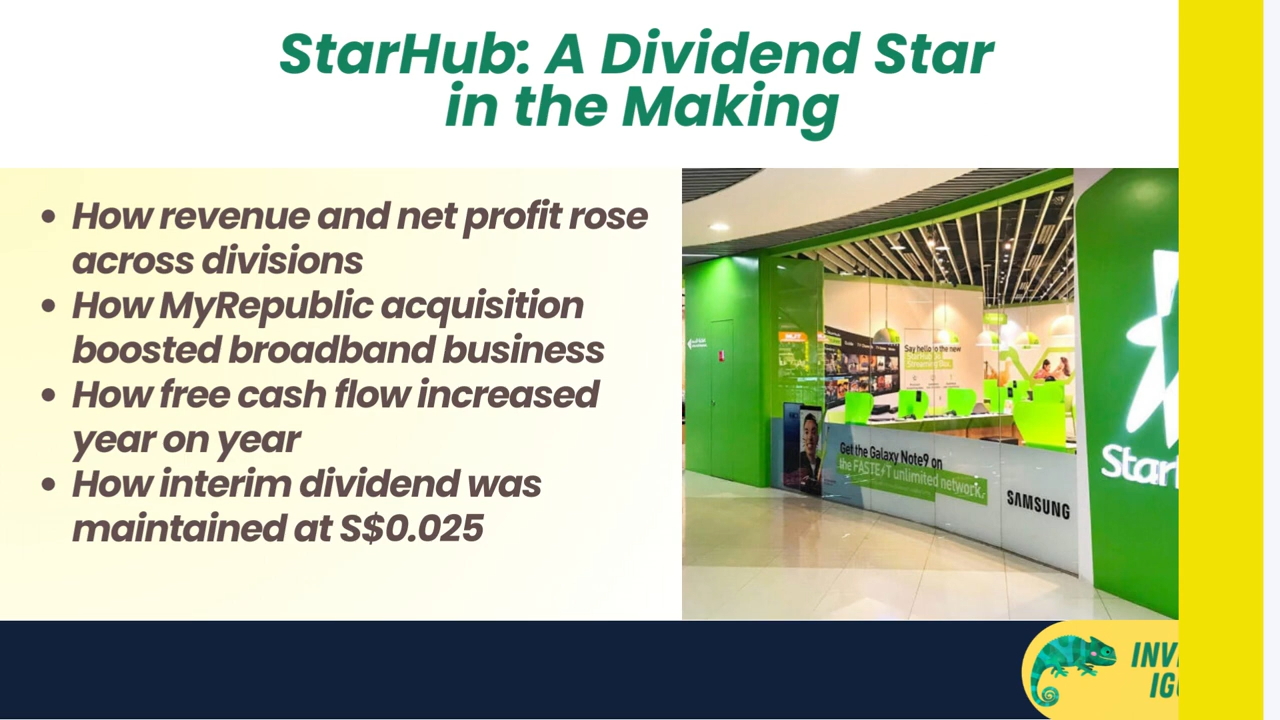 StarHub: A Dividend Star
in the Making
How revenue and net profit rose
across divisions
How MyRepublic acquisition
boosted broadband business
How free cash flow increased
year on year
How interim dividend was
maintained at S$0.025
Say hello to the new
Get the Galaxy Note9 on
the FASTEST unlimited network.
SAMSUNG
Star
INV
IG